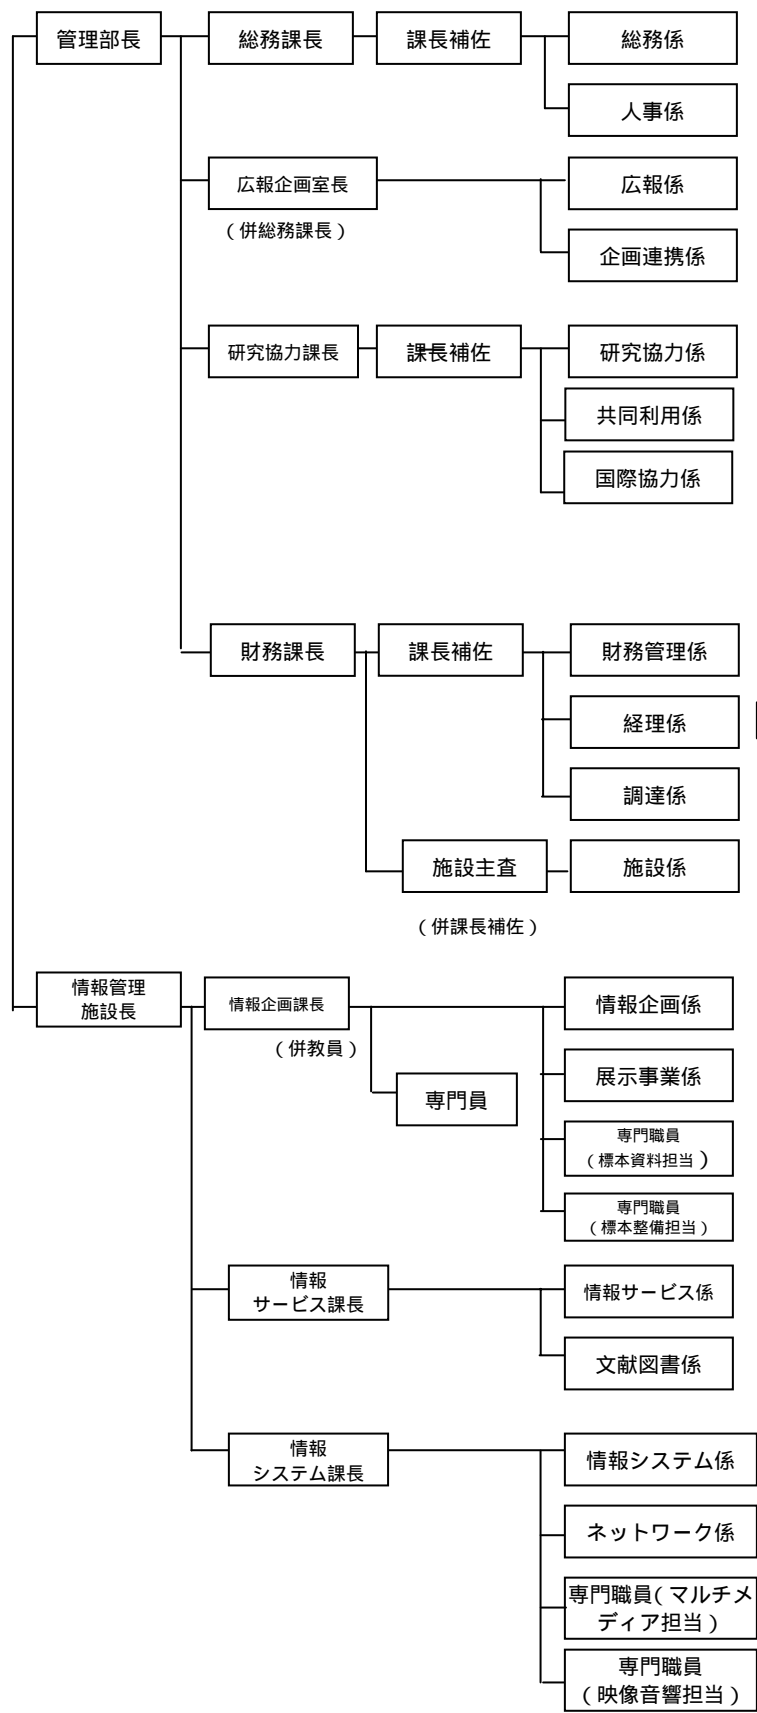 管理部長
総務課長
課長補佐
総務係
人事係
広報企画室長
広報係
(併総務課長)
企画連携係
研究協力課長
課長補佐
研究協力係
共同利用係
国際協力係
財務課長
課長補佐
財務管理係
経理係
調達係
施設主査
施設係
(併課長補佐)
情報管理
施設長
情報企画課長
情報企画係
(併教員)
展示事業係
専門員
専門職員
(標本資料担当)
専門職員
(標本整備担当)
情報
サービス課長
情報サービス係
文献図書係
情報
システム課長
情報システム係
ネットワーク係
専門職員(マルチメ
ディア担当)
専門職員
(映像音響担当)